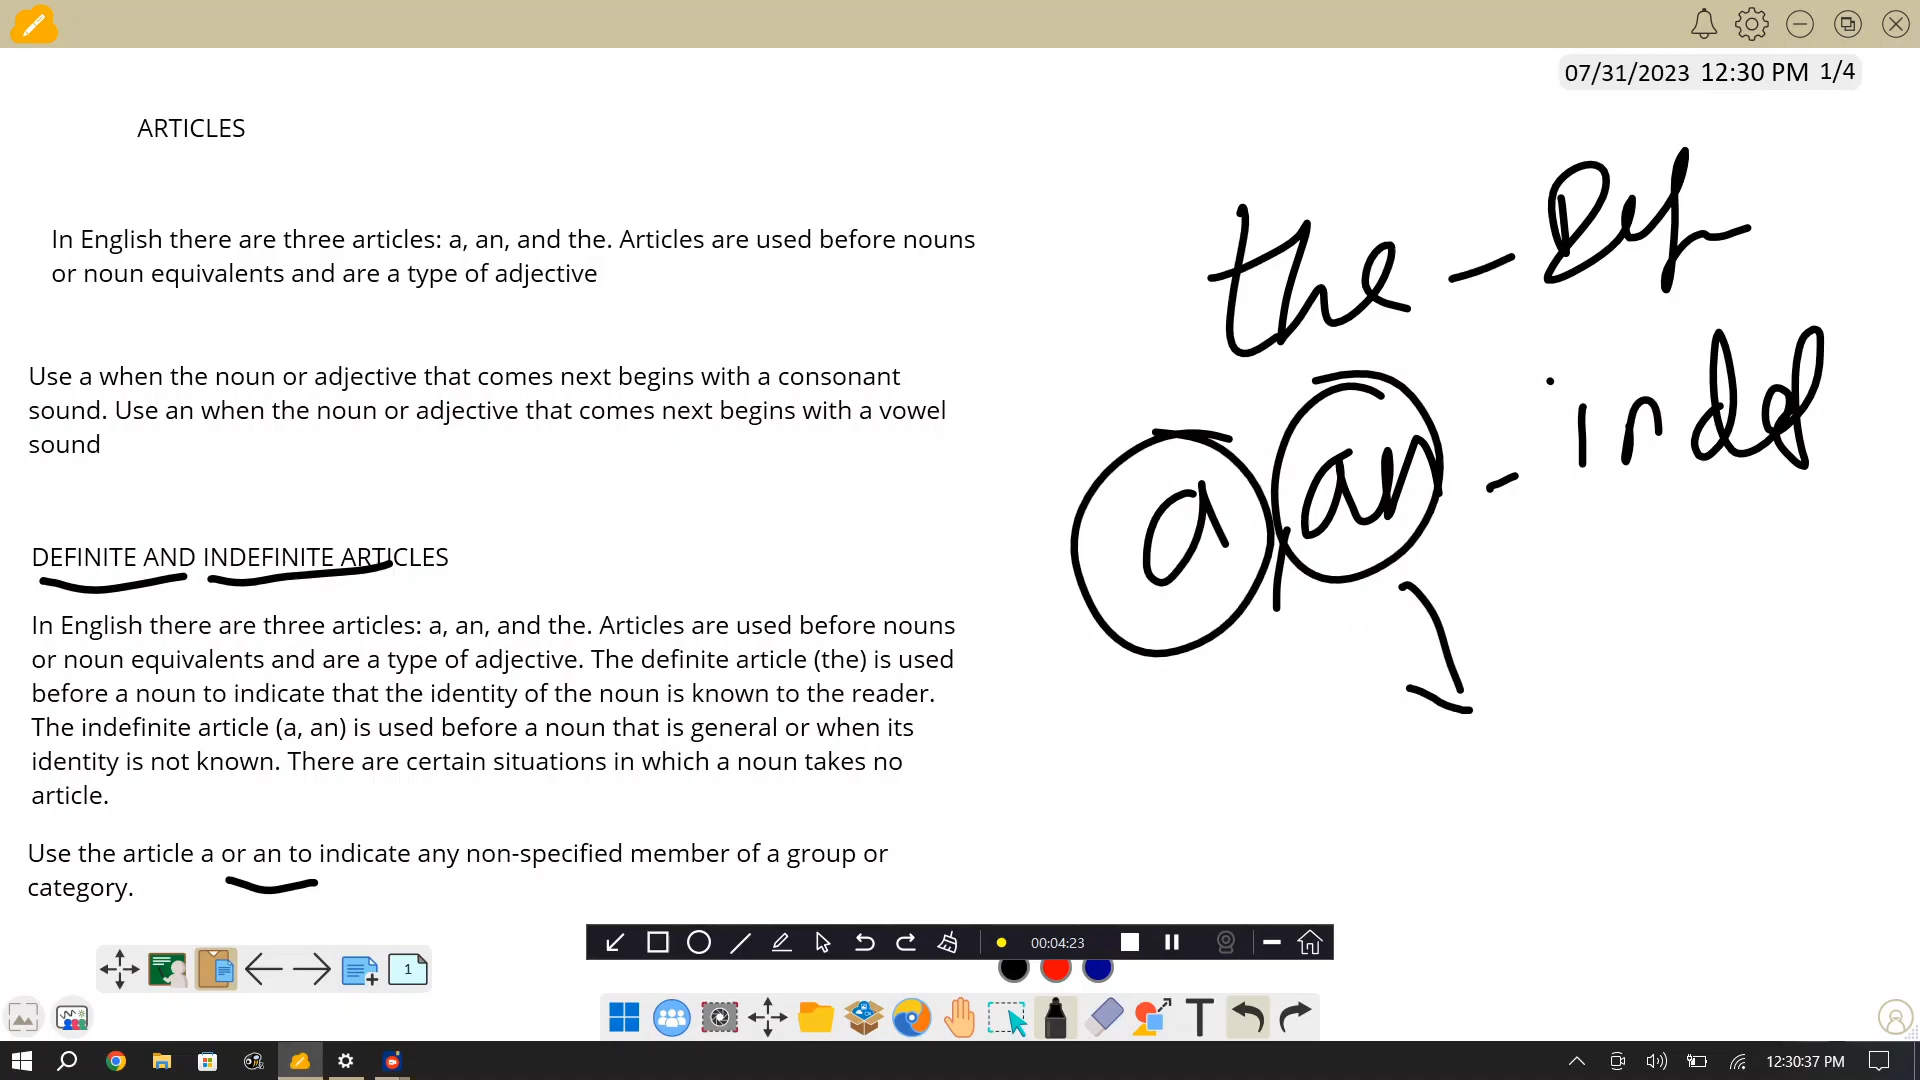 07/31/2023 12:30 PM 1/4
ARTICLES
In English there are three articles: a, an, and the. Articles are used before nouns
or noun equivalents and are a type of adjective
Use a when the noun or adjective that comes next begins with a consonant
sound. Use an when the noun or adjective that comes next begins with a vowel
sound
the - Def
a, an - indef
DEFINITE AND INDEFINITE ARTICLES
In English there are three articles: a, an, and the. Articles are used before nouns
or noun equivalents and are a type of adjective. The definite article (the) is used
before a noun to indicate that the identity of the noun is known to the reader.
The indefinite article (a, an) is used before a noun that is general or when its
identity is not known. There are certain situations in which a noun takes no
article.
Use the article a or an to indicate any non-specified member of a group or
category.
00:04:23
1
T
12:30:37 PM